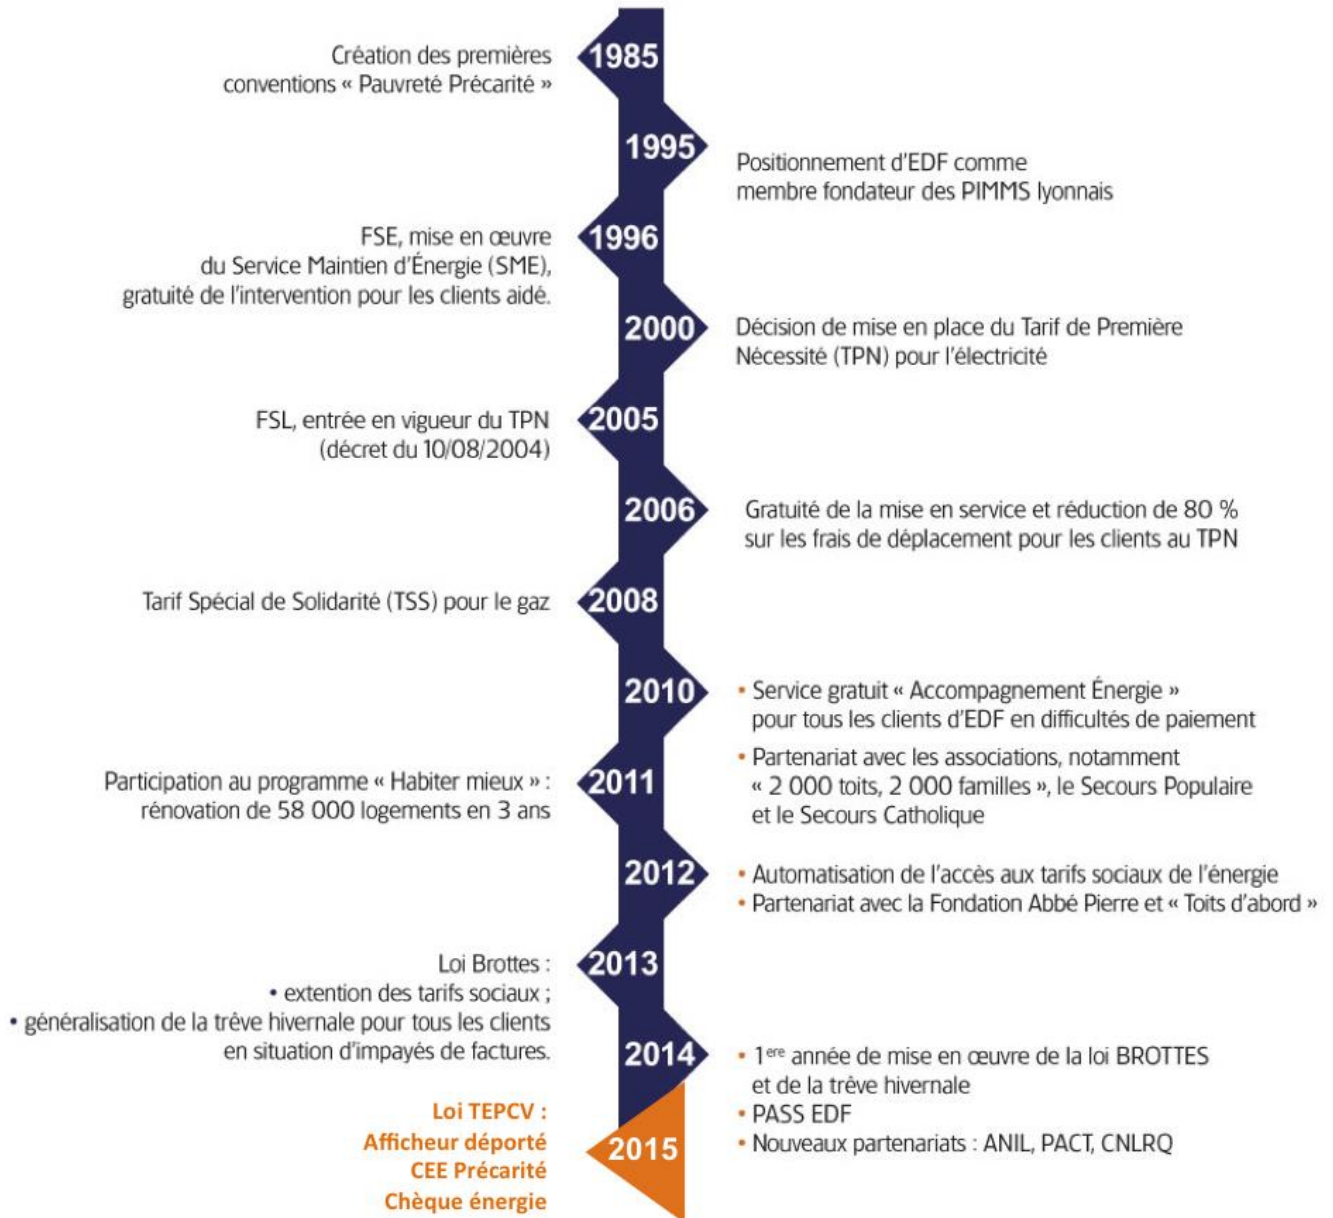 Création des premières
conventions « Pauvreté Précarité »
1985
1995
Positionnement d'EDF comme
membre fondateur des PIMMS lyonnais
FSE, mise en œuvre
du Service Maintien d'Énergie (SME),
gratuité de l'intervention pour les clients aidé.
1996
2000
Décision de mise en place du Tarif de Première
Nécessité (TPN) pour l'électricité
FSL, entrée en vigueur du TPN
(décret du 10/08/2004)
2005
2006
Gratuité de la mise en service et réduction de 80 %
sur les frais de déplacement pour les clients au TPN
Tarif Spécial de Solidarité (TSS) pour le gaz
2008
2010
• Service gratuit « Accompagnement Énergie »
pour tous les clients d'EDF en difficultés de paiement
• Partenariat avec les associations, notamment
« 2 000 toits, 2 000 familles », le Secours Populaire
et le Secours Catholique
Participation au programme « Habiter mieux » :
rénovation de 58 000 logements en 3 ans
2011
2012
• Automatisation de l'accès aux tarifs sociaux de l'énergie
• Partenariat avec la Fondation Abbé Pierre et « Toits d'abord »
Loi Brottes :
• extention des tarifs sociaux ;
• généralisation de la trêve hivernale pour tous les clients
en situation d'impayés de factures.
2013
2014
• 1ere année de mise en œuvre de la loi BROTTES
et de la trêve hivernale
• PASS EDF
• Nouveaux partenariats : ANIL, PACT, CNLRQ
Loi TEPCV :
Afficheur déporté
CEE Précarité
Chèque énergie
2015